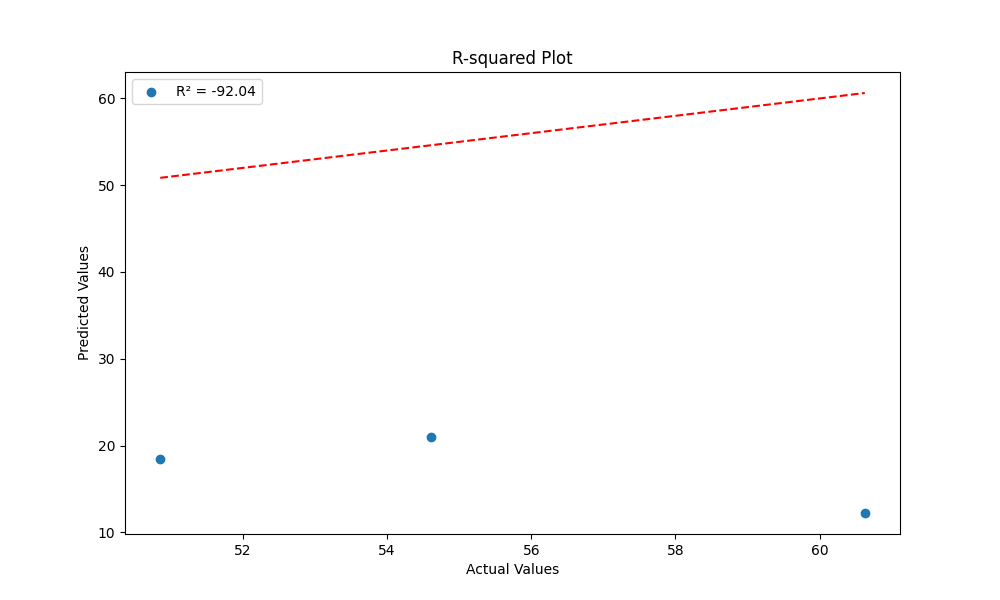 R-squared Plot
R² = -92.04
60
50
40
30
20
10
Predicted Values
52
54
56
58
60
Actual Values